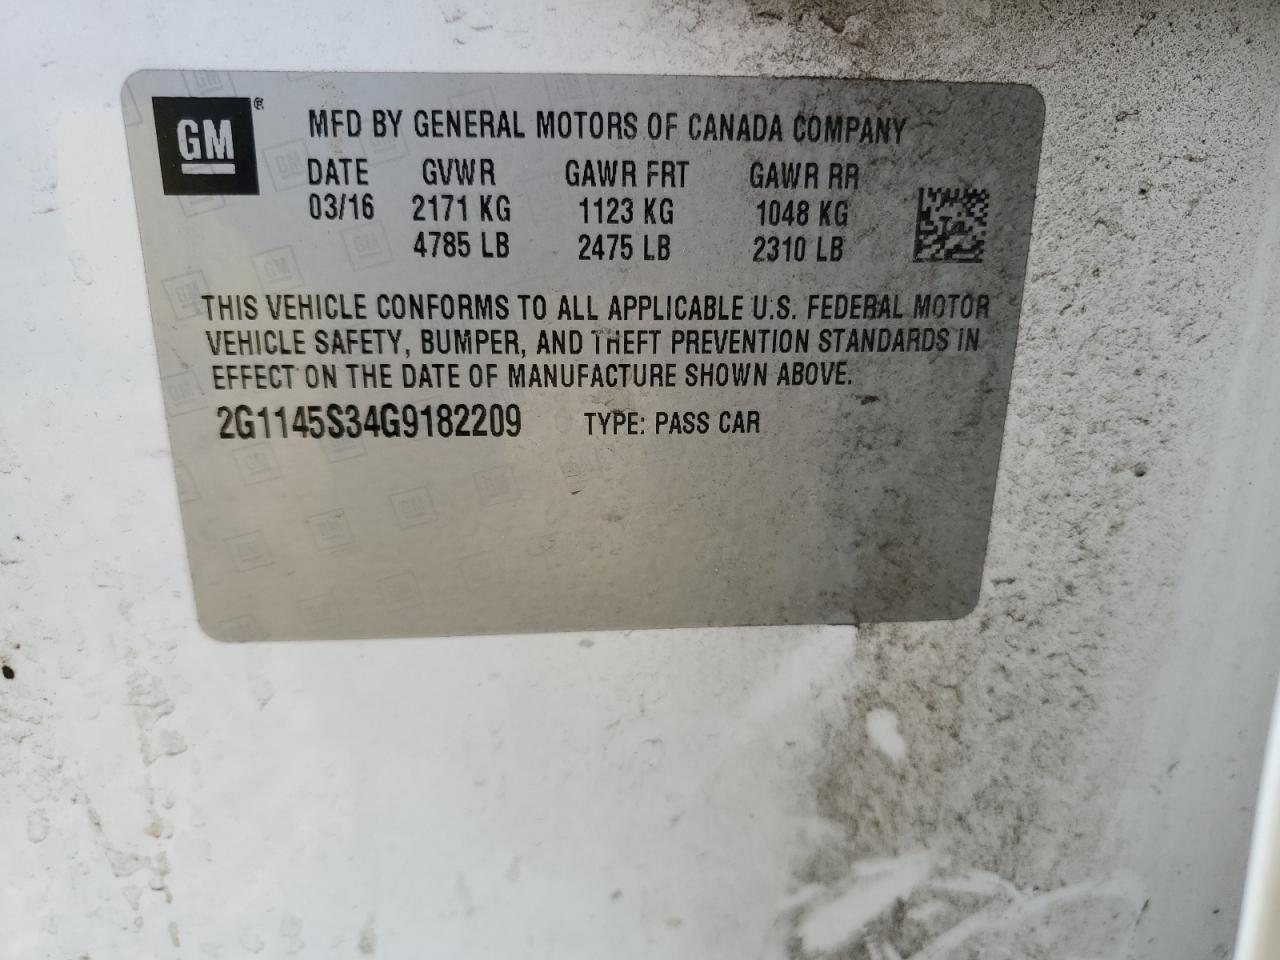 GM ®
MFD BY GENERAL MOTORS OF CANADA COMPANY
DATE GVWR GAWR FRT GAWR RR
03/16 2171 KG 1123 KG 1048 KG
4785 LB 2475 LB 2310 LB
THIS VEHICLE CONFORMS TO ALL APPLICABLE U.S. FEDERAL MOTOR
VEHICLE SAFETY, BUMPER, AND THEFT PREVENTION STANDARDS IN
EFFECT ON THE DATE OF MANUFACTURE SHOWN ABOVE.
2G1145S34G9182209 TYPE: PASS CAR